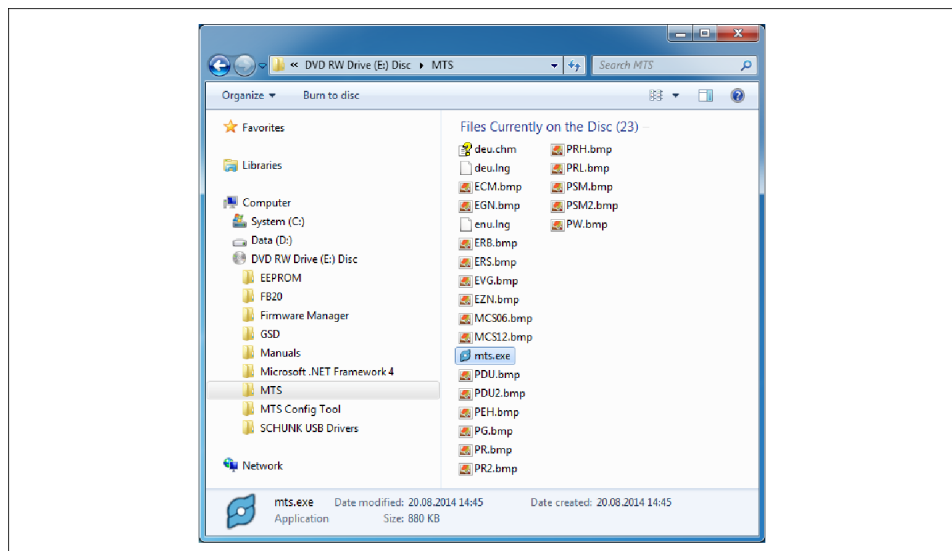 « DVD RW Drive (E:) Disc ▸ MTS
Search MTS
Organize ▼ Burn to disc
Favorites
Libraries
Computer
System (C:)
Data (D:)
DVD RW Drive (E:) Disc
EEPROM
FB20
Firmware Manager
GSD
Manuals
Microsoft .NET Framework 4
MTS
MTS Config Tool
SCHUNK USB Drivers
Network
Files Currently on the Disc (23)
deu.chm
deu.lng
ECM.bmp
EGN.bmp
enu.lng
ERB.bmp
ERS.bmp
EVG.bmp
EZN.bmp
MCS06.bmp
MCS12.bmp
mts.exe
PDU.bmp
PDU2.bmp
PEH.bmp
PG.bmp
PR.bmp
PR2.bmp
PRH.bmp
PRL.bmp
PSM.bmp
PSM2.bmp
PW.bmp
mts.exe Date modified: 20.08.2014 14:45 Date created: 20.08.2014 14:45
Application Size: 880 KB